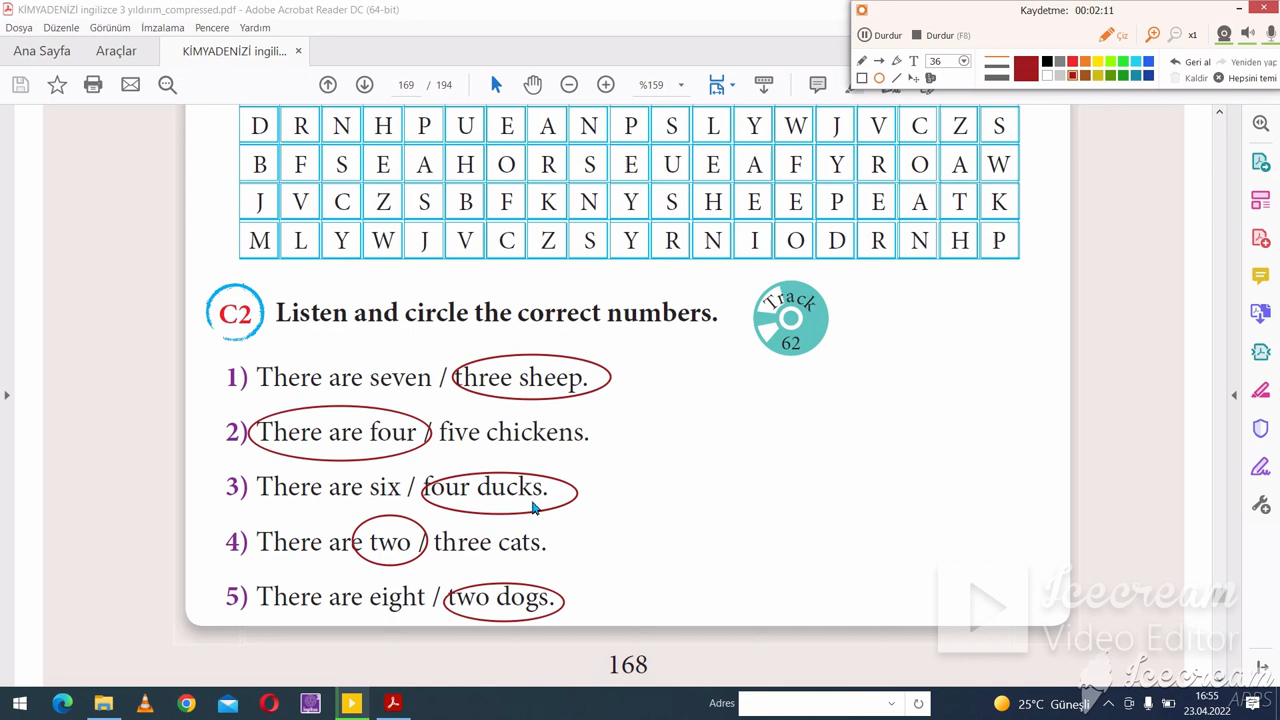 KİMYADENİZİ ingilizce 3 yıldırım_compressed.pdf - Adobe Acrobat Reader DC (64-bit)
Dosya Düzenle Görünüm İmzalama Pencere Yardım
Ana Sayfa Araçlar KİMYADENİZİ ingili... ×
169 / 194 %159
Kaydetme: 00:02:11
Durdur Durdur (F8) Çiz x1
T 36 Geri al Yeniden yap
Kaldır Hepsini temi
D R N H P U E A N P S L Y W J V C Z S
B F S E A H O R S E U E A F Y R O A W
J V C Z S B F K N Y S H E E P E A T K
M L Y W J V C Z S Y R N I O D R N H P
C2 Listen and circle the correct numbers. Track 62
1) There are seven / three sheep.
2) There are four / five chickens.
3) There are six / four ducks.
4) There are two / three cats.
5) There are eight / two dogs.
168
Icecream
Video Editor
Icecream
APPS
Adres
25°C Güneşli
16:55
23.04.2022